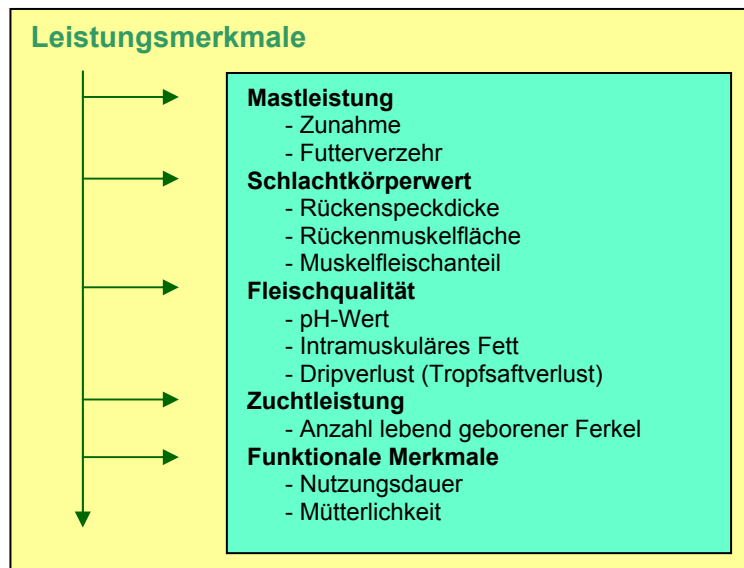 Leistungsmerkmale
Mastleistung
- Zunahme
- Futterverzehr
Schlachtkörperwert
- Rückenspeckdicke
- Rückenmuskelfläche
- Muskelfleischanteil
Fleischqualität
- pH-Wert
- Intramuskuläres Fett
- Dripverlust (Tropfsaftverlust)
Zuchtleistung
- Anzahl lebend geborener Ferkel
Funktionale Merkmale
- Nutzungsdauer
- Mütterlichkeit